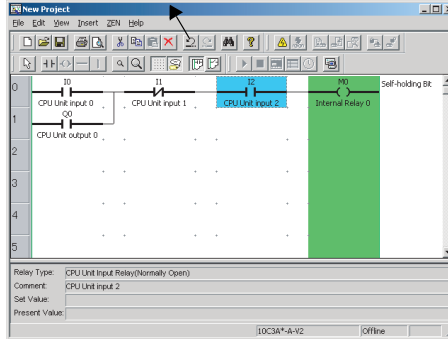 New Project
File Edit View Insert ZEN Help
0 I0 I1 I2 M0 Self-holding Bit
CPU Unit input 0 CPU Unit input 1 CPU Unit input 2 Internal Relay 0
1 Q0
CPU Unit output 0
2
3
4
5
Relay Type: CPU Unit Input Relay(Normally Open)
Comment: CPU Unit input 2
Set Value:
Present Value:
10C3A*-A-V2 Offline